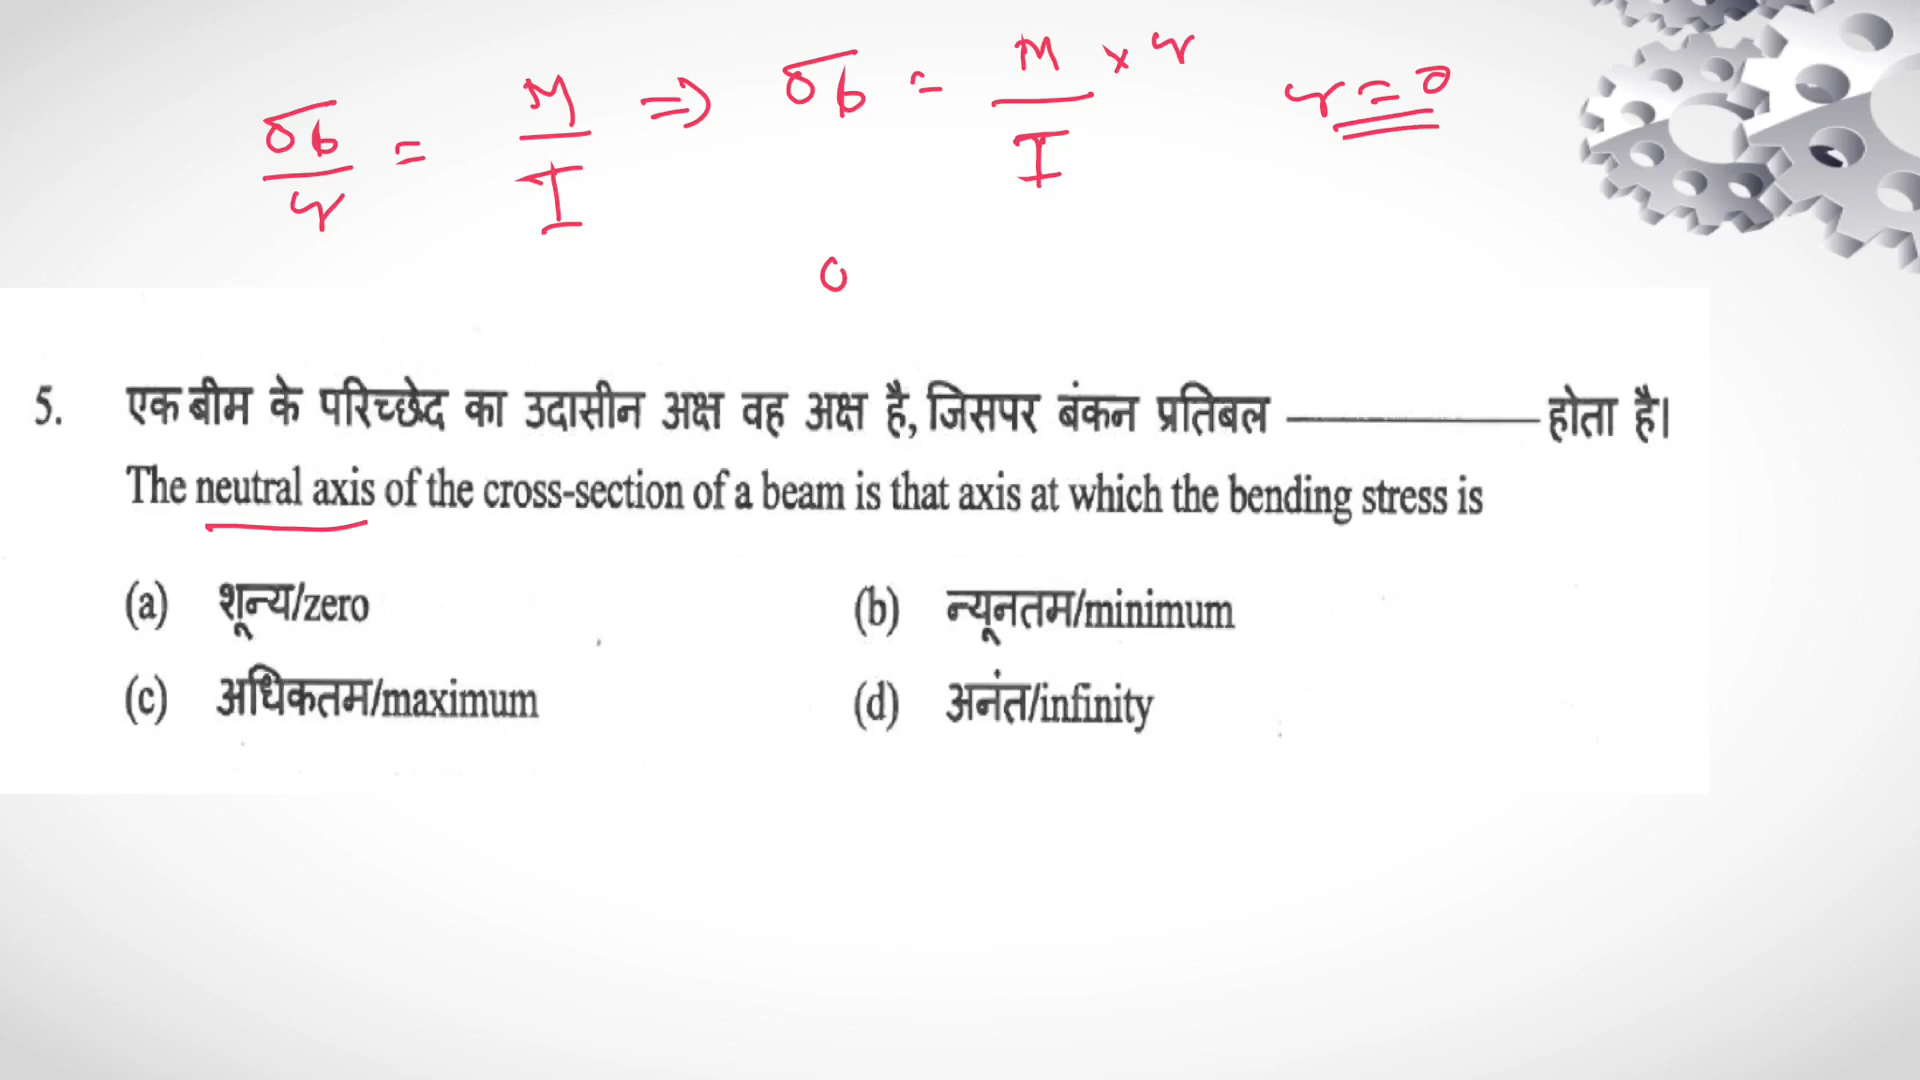 σb/y = M/I ⇒ σb = M/I × y y = 0
0
5. एक बीम के परिच्छेद का उदासीन अक्ष वह अक्ष है, जिसपर बंकन प्रतिबल ________ होता है।
The neutral axis of the cross-section of a beam is that axis at which the bending stress is
(a) शून्य/zero (b) न्यूनतम/minimum
(c) अधिकतम/maximum (d) अनंत/infinity